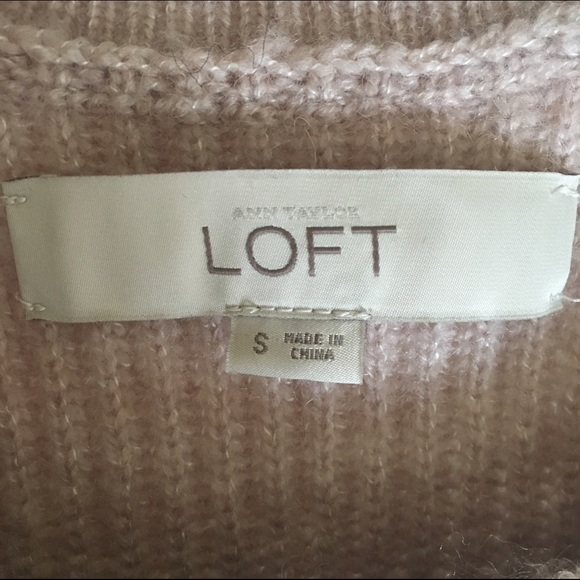 ANN TAYLOR
LOFT
S MADE IN
CHINA